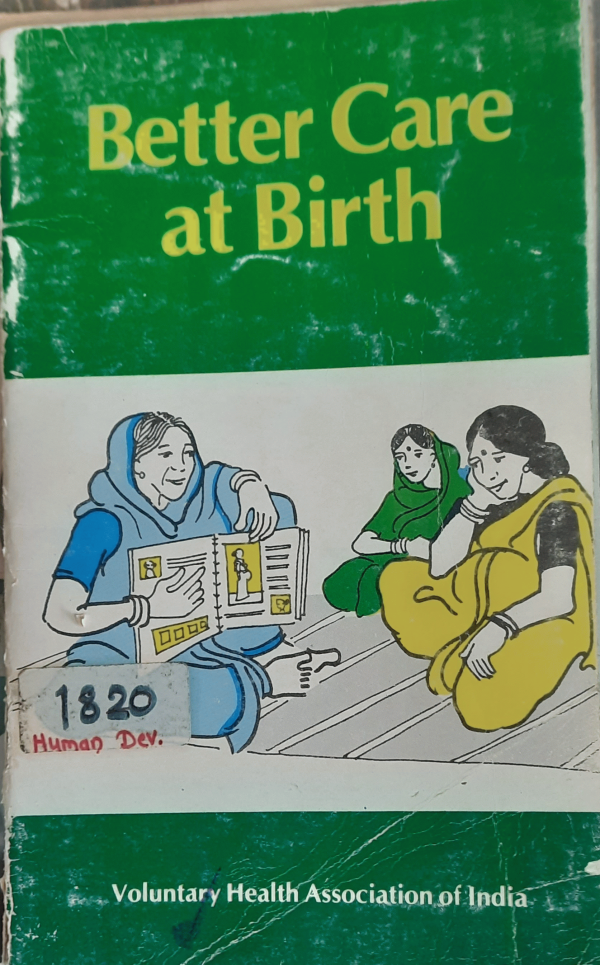 Better Care
at Birth
1820
Human Dev.
Voluntary Health Association of India